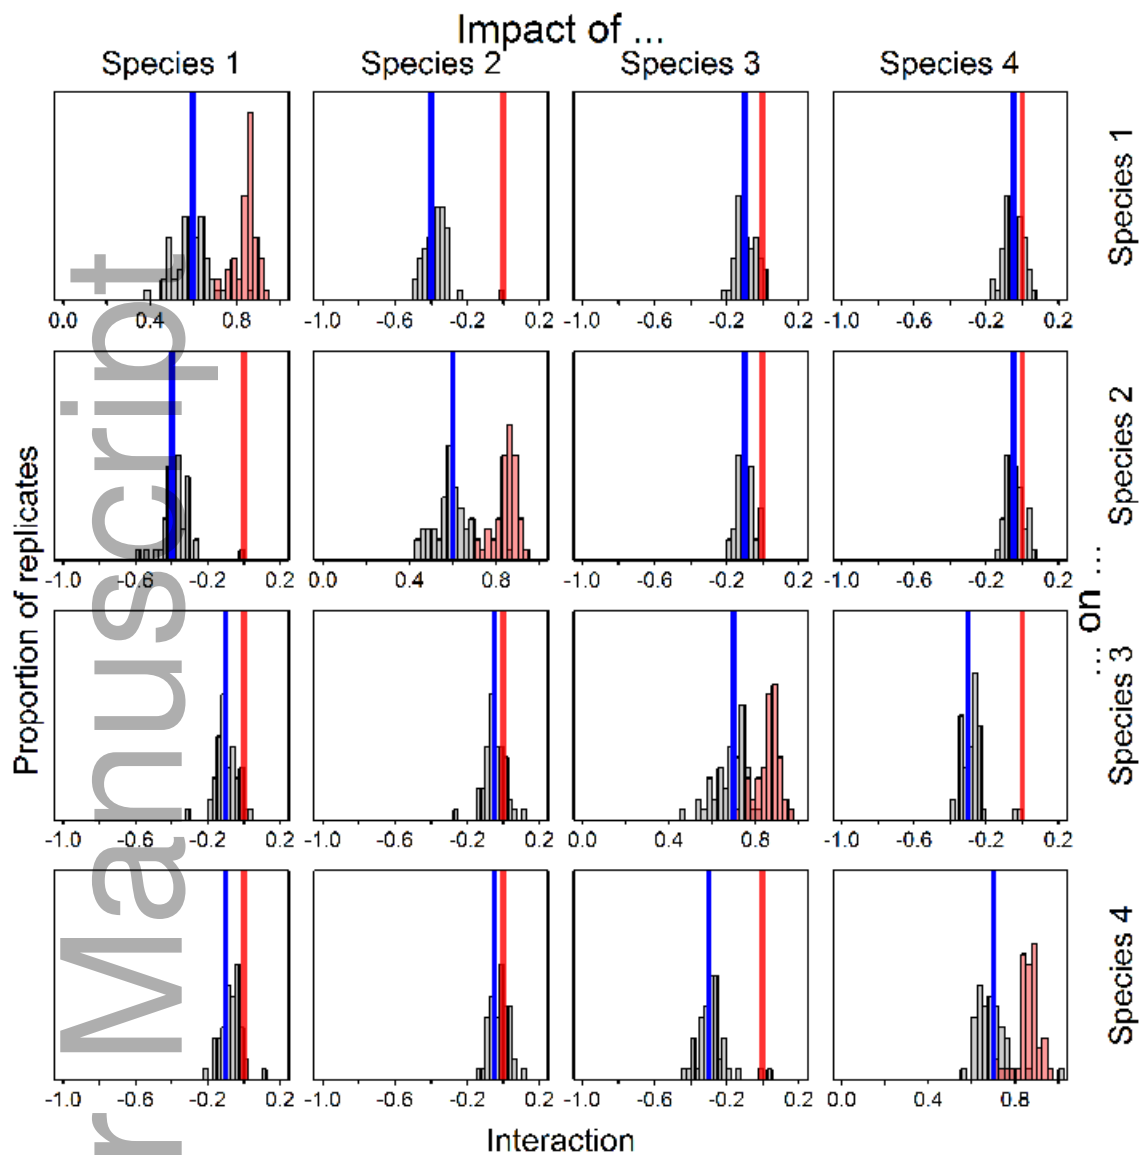 Impact of ...
Species 1 Species 2 Species 3 Species 4
0.0 0.4 0.8 -1.0 -0.6 -0.2 0.2 -1.0 -0.6 -0.2 0.2 -1.0 -0.6 -0.2 0.2
Species 1
-1.0 -0.6 -0.2 0.2 0.0 0.4 0.8 -1.0 -0.6 -0.2 0.2 -1.0 -0.6 -0.2 0.2
Species 2
-1.0 -0.6 -0.2 0.2 -1.0 -0.6 -0.2 0.2 0.0 0.4 0.8 -1.0 -0.6 -0.2 0.2
Species 3
-1.0 -0.6 -0.2 0.2 -1.0 -0.6 -0.2 0.2 -1.0 -0.6 -0.2 0.2 0.0 0.4 0.8
Species 4
... on ...
Proportion of replicates
Interaction
r Manuscript